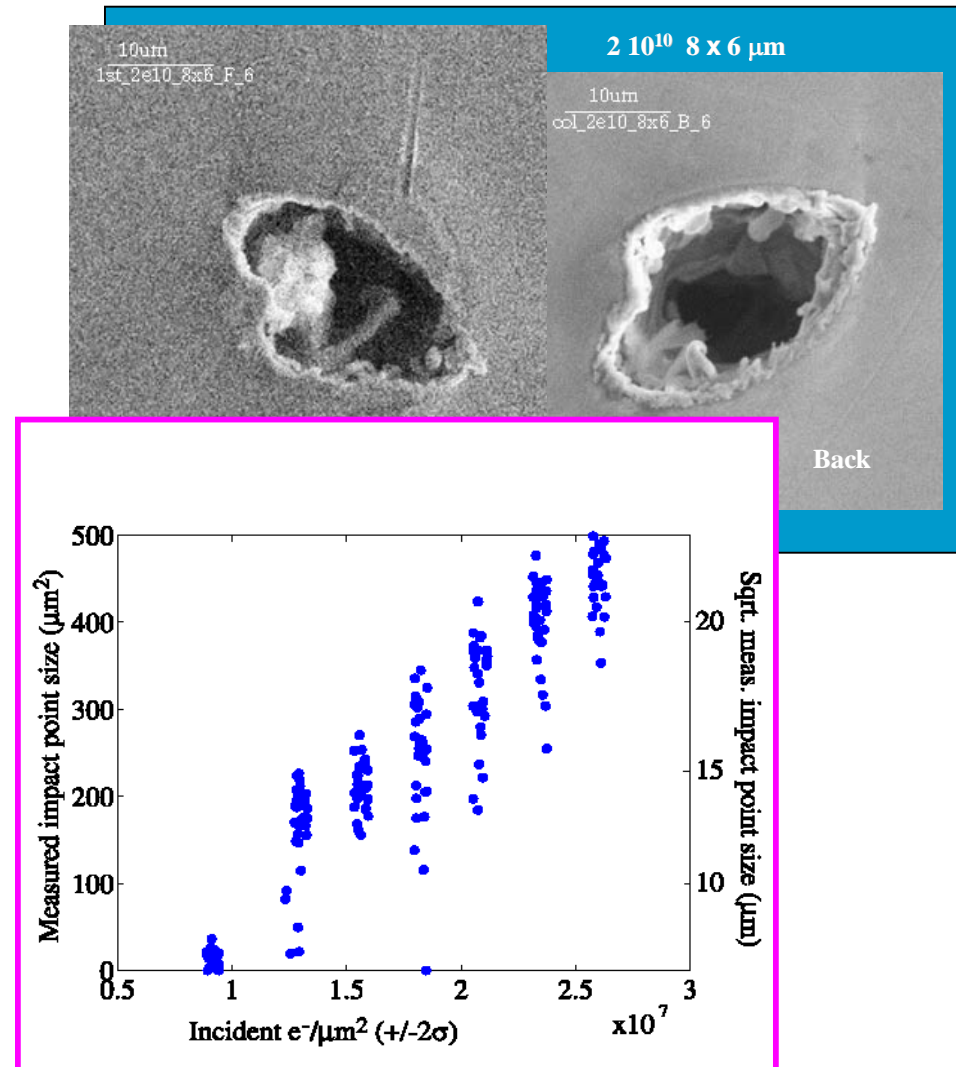 2 10¹⁰ 8 x 6 μm
10um
1st_2e10_8x6_F_6
10um
col_2e10_8x6_B_6
Back
500
400
300
200
100
0
20
15
10
0.5
1
1.5
2
2.5
3
x10⁷
Measured impact point size (μm²)
Sqrt. meas. impact point size (μm)
Incident e⁻/μm² (+/-2σ)